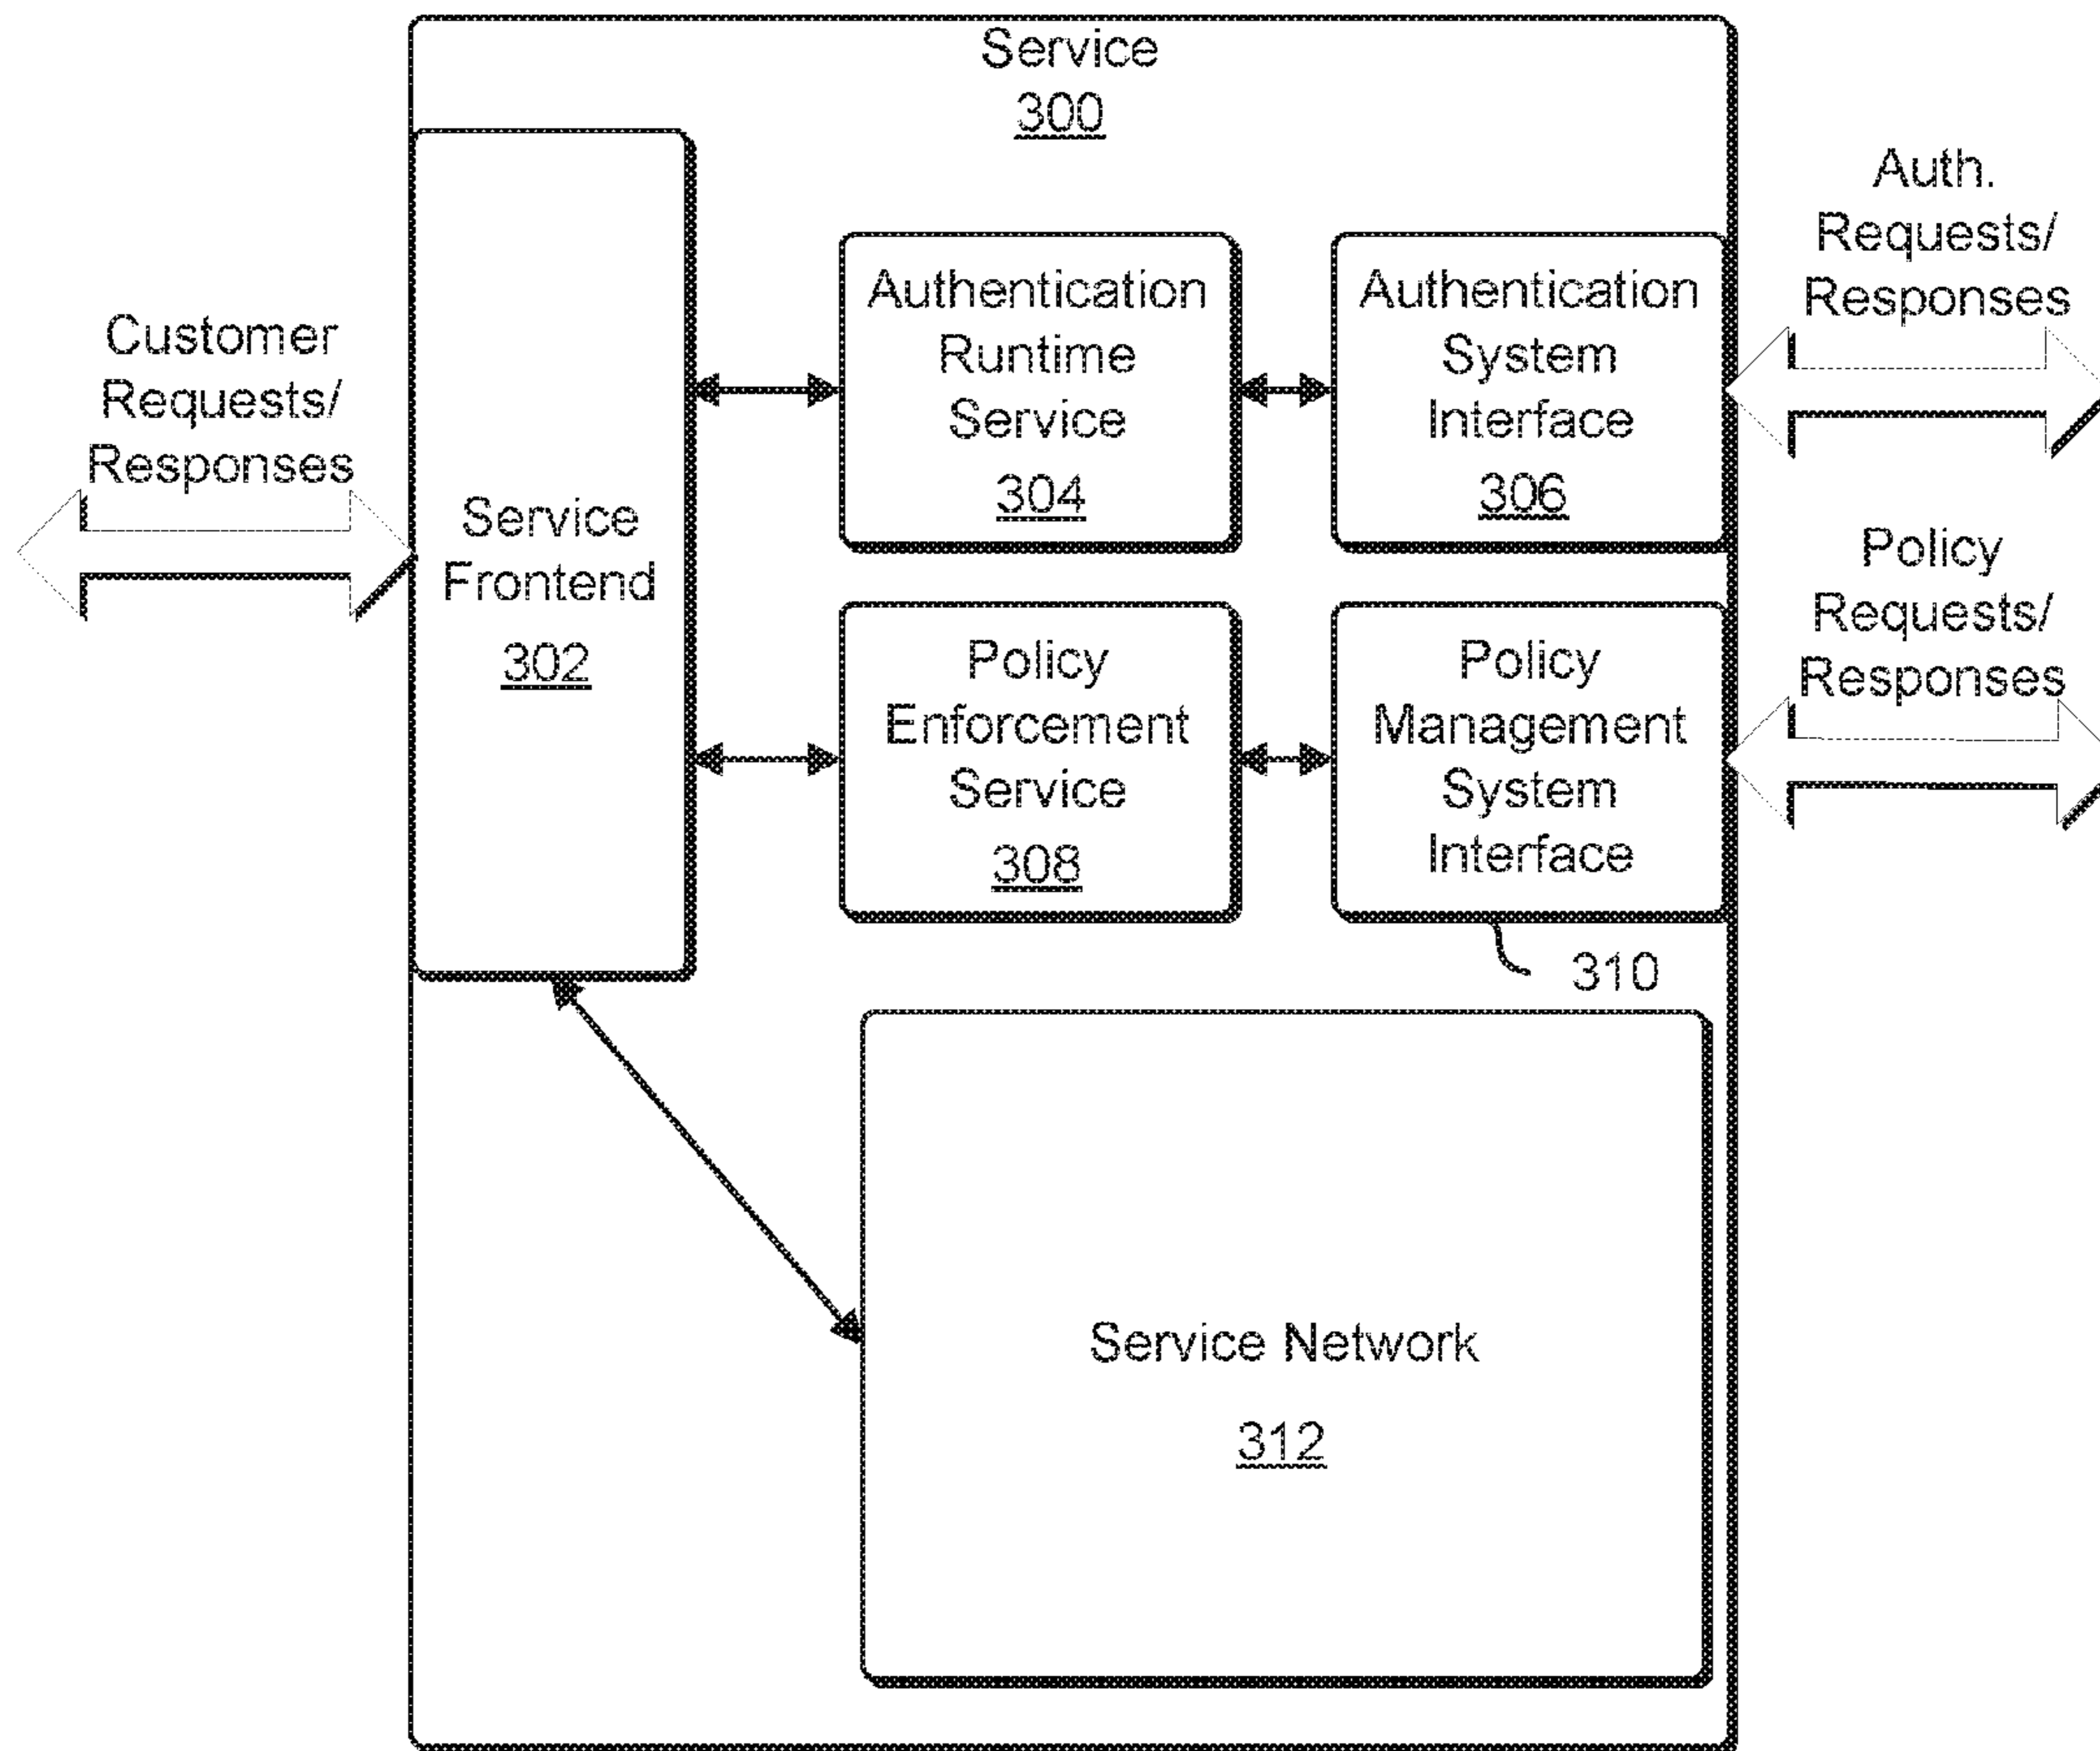 Service
300
Customer
Requests/
Responses
Service
Frontend
302
Authentication
Runtime
Service
304
Authentication
System
Interface
306
Auth.
Requests/
Responses
Policy
Enforcement
Service
308
Policy
Management
System
Interface
310
Policy
Requests/
Responses
Service Network
312